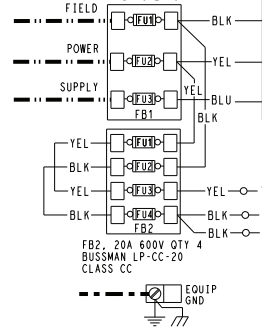 FIELD
FU1
BLK
POWER
FU2
YEL
SUPPLY
YEL
FU3
BLU
FB1
BLK
YEL
FU1
BLK
FU2
YEL
FU3
YEL
BLK
FU4
BLK
FB2
BLK
FB2, 20A 600V QTY 4
BUSSMAN LP-CC-20
CLASS CC
EQUIP
GND